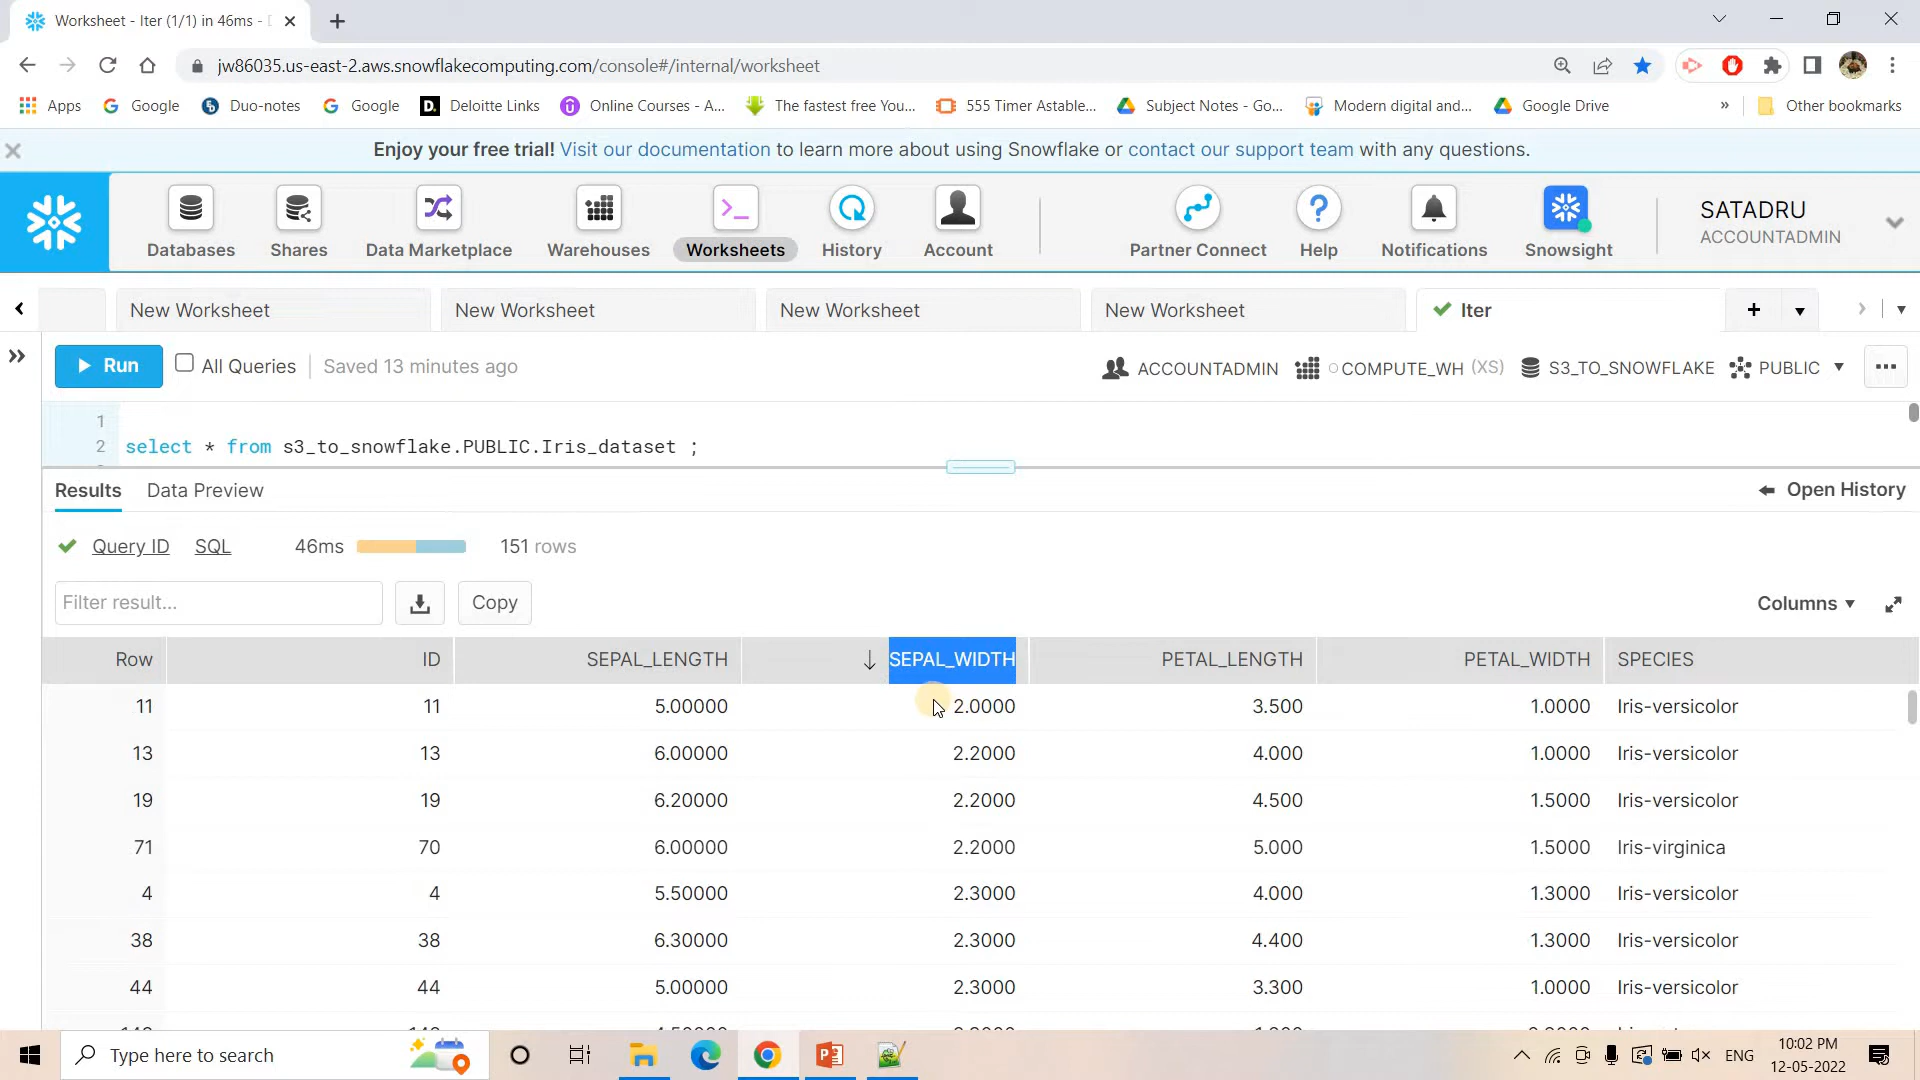 Worksheet - Iter (1/1) in 46ms -
jw86035.us-east-2.aws.snowflakecomputing.com/console#/internal/worksheet
Apps Google Duo-notes Google Deloitte Links Online Courses - A... The fastest free You... 555 Timer Astable... Subject Notes - Go... Modern digital and... Google Drive » Other bookmarks
Enjoy your free trial! Visit our documentation to learn more about using Snowflake or contact our support team with any questions.
Databases Shares Data Marketplace Warehouses Worksheets History Account Partner Connect Help Notifications Snowsight
SATADRU
ACCOUNTADMIN
New Worksheet New Worksheet New Worksheet New Worksheet Iter
Run All Queries Saved 13 minutes ago ACCOUNTADMIN COMPUTE_WH (XS) S3_TO_SNOWFLAKE PUBLIC
1
2 select * from s3_to_snowflake.PUBLIC.Iris_dataset ;
Results Data Preview Open History
Query ID SQL 46ms 151 rows
Filter result... Copy Columns
Row ID SEPAL_LENGTH SEPAL_WIDTH PETAL_LENGTH PETAL_WIDTH SPECIES
11 11 5.00000 2.0000 3.500 1.0000 Iris-versicolor
13 13 6.00000 2.2000 4.000 1.0000 Iris-versicolor
19 19 6.20000 2.2000 4.500 1.5000 Iris-versicolor
71 70 6.00000 2.2000 5.000 1.5000 Iris-virginica
4 4 5.50000 2.3000 4.000 1.3000 Iris-versicolor
38 38 6.30000 2.3000 4.400 1.3000 Iris-versicolor
44 44 5.00000 2.3000 3.300 1.0000 Iris-versicolor
Type here to search ENG
10:02 PM
12-05-2022